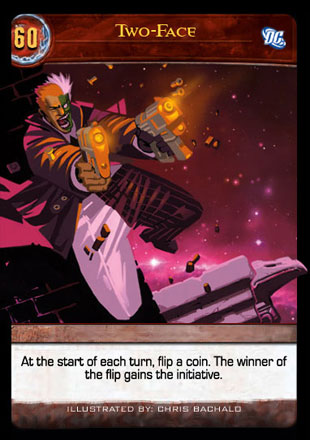 60
Two-Face
DC
At the start of each turn, flip a coin. The winner of
the flip gains the initiative.
ILLUSTRATED BY: CHRIS BACHALO